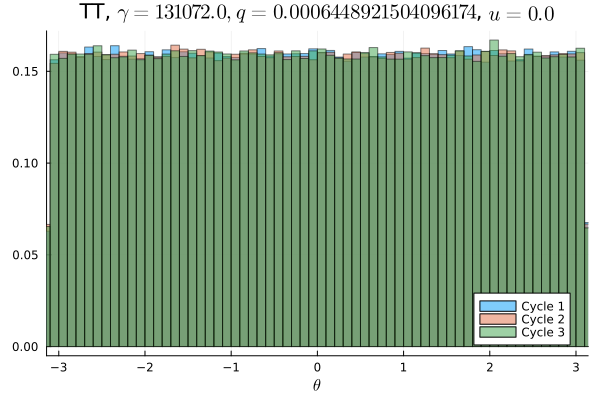 TT, γ = 131072.0, q = 0.0006448921504096174, u = 0.0
0.15
0.10
0.05
0.00
Cycle 1
Cycle 2
Cycle 3
−3 −2 −1 0 1 2 3
θ